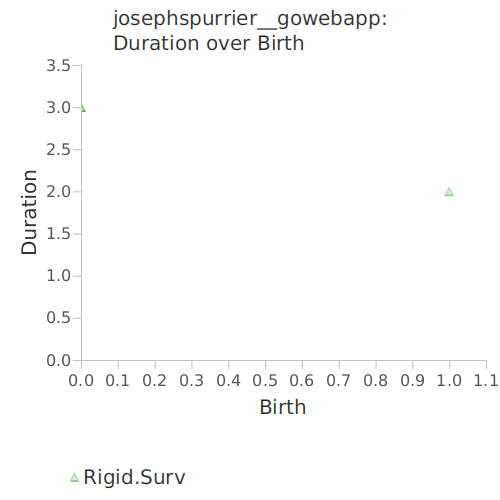 josephspurrier__gowebapp:
Duration over Birth
3.5
3.0
2.5
2.0
1.5
1.0
0.5
0.0
Duration
0.0 0.1 0.2 0.3 0.4 0.5 0.6 0.7 0.8 0.9 1.0 1.1
Birth
Rigid.Surv